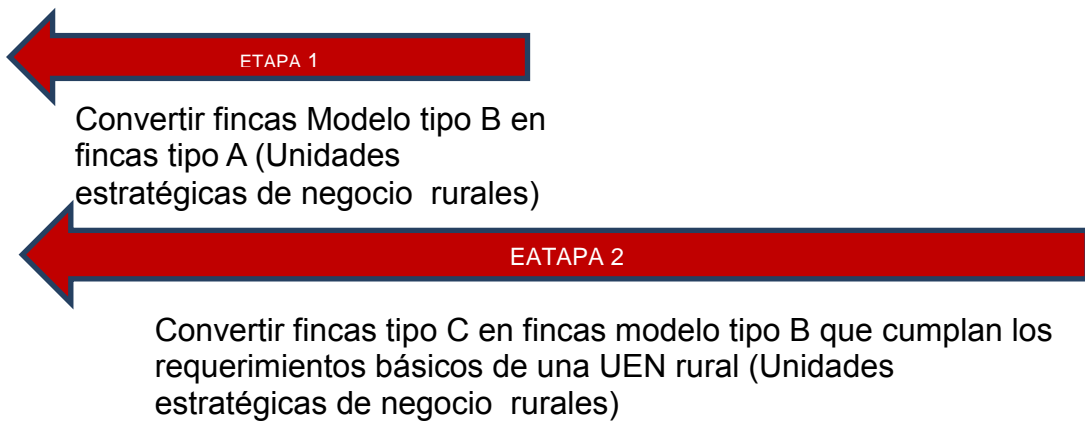 ETAPA 1
Convertir fincas Modelo tipo B en
fincas tipo A (Unidades
estratégicas de negocio  rurales)
EATAPA 2
Convertir fincas tipo C en fincas modelo tipo B que cumplan los
requerimientos básicos de una UEN rural (Unidades
estratégicas de negocio  rurales)